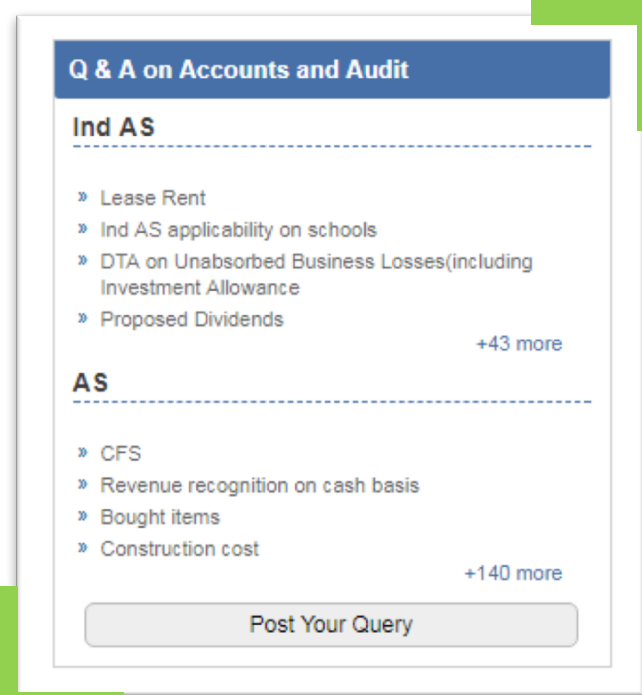 Q & A on Accounts and Audit
Ind AS
» Lease Rent
» Ind AS applicability on schools
» DTA on Unabsorbed Business Losses(including
Investment Allowance
» Proposed Dividends
+43 more
AS
» CFS
» Revenue recognition on cash basis
» Bought items
» Construction cost
+140 more
Post Your Query